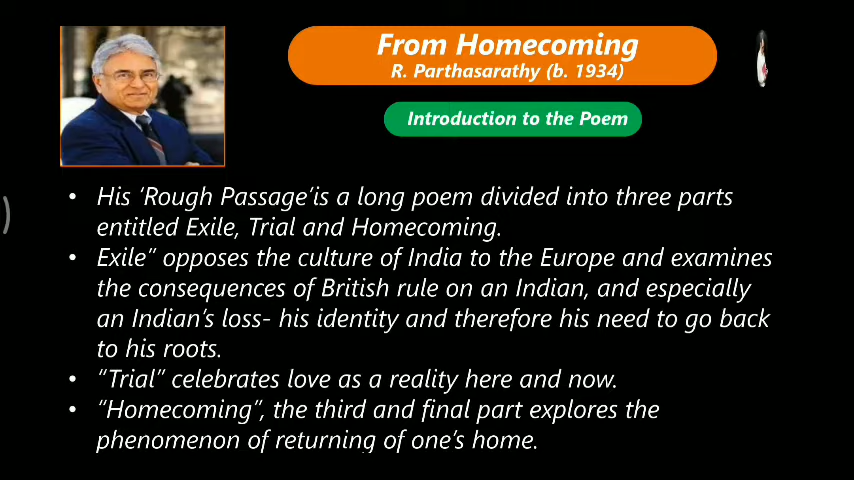 From Homecoming
R. Parthasarathy (b. 1934)
Introduction to the Poem
• His ‘Rough Passage’is a long poem divided into three parts
entitled Exile, Trial and Homecoming.
• Exile” opposes the culture of India to the Europe and examines
the consequences of British rule on an Indian, and especially
an Indian’s loss- his identity and therefore his need to go back
to his roots.
• “Trial” celebrates love as a reality here and now.
• “Homecoming“, the third and final part explores the
phenomenon of returning of one’s home.